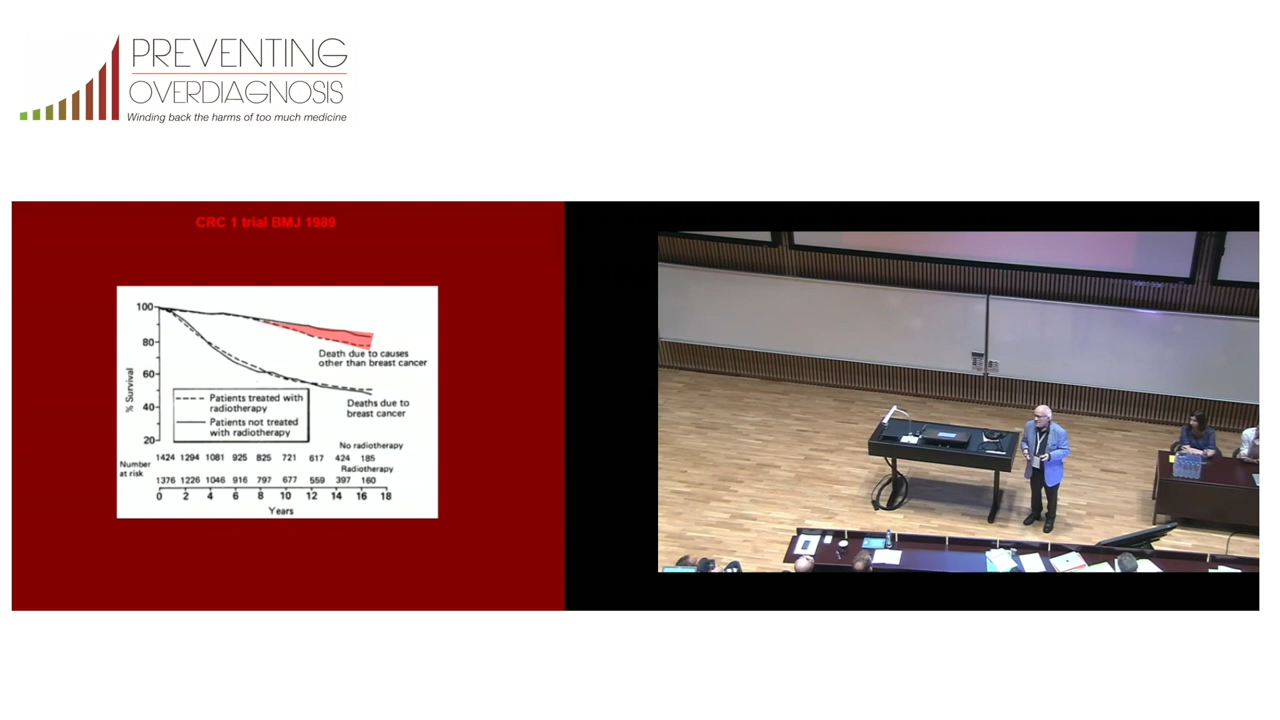 PREVENTING
OVERDIAGNOSIS
Winding back the harms of too much medicine
CRC 1 trial BMJ 1989
100
80
60
40
20
% Survival
Death due to causes
other than breast cancer
Deaths due to
breast cancer
Patients treated with
radiotherapy
Patients not treated
with radiotherapy
No radiotherapy
1424 1294 1081 925 825 721 617 424 185
Number
at risk
Radiotherapy
1376 1226 1046 916 797 677 559 397 160
0 2 4 6 8 10 12 14 16 18
Years